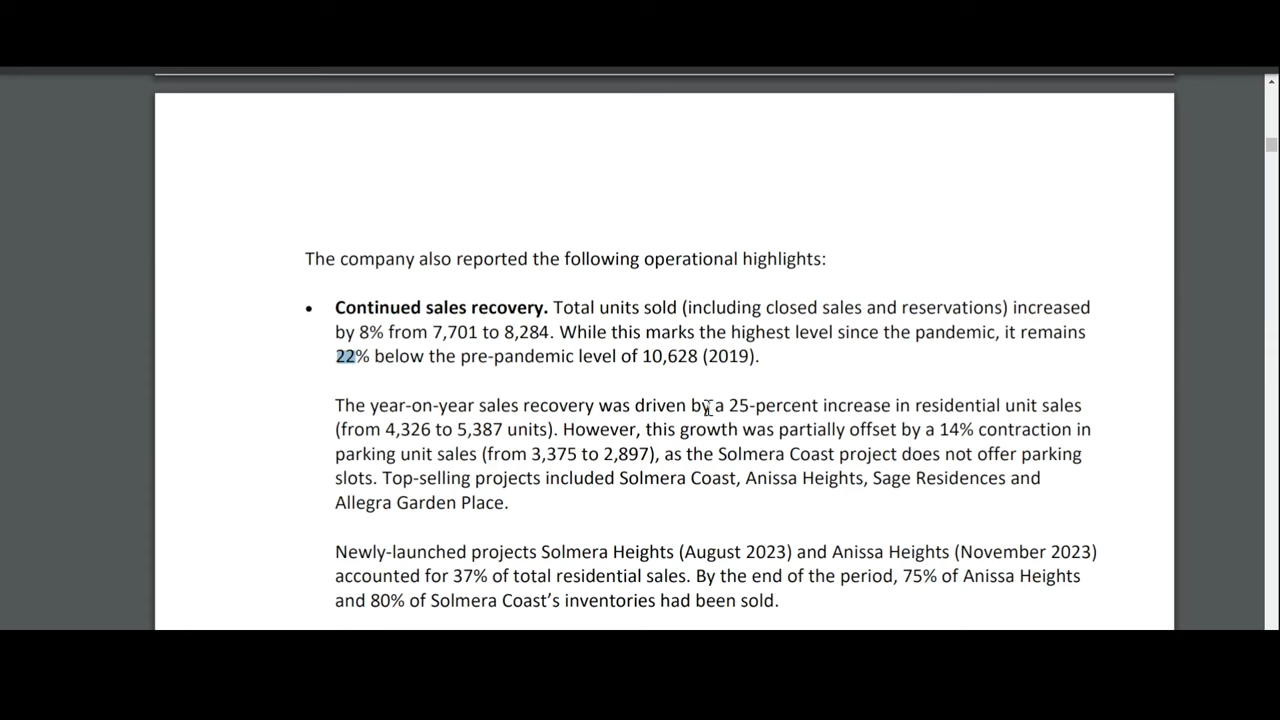 The company also reported the following operational highlights:
• Continued sales recovery. Total units sold (including closed sales and reservations) increased
by 8% from 7,701 to 8,284. While this marks the highest level since the pandemic, it remains
22% below the pre-pandemic level of 10,628 (2019).
The year-on-year sales recovery was driven by a 25-percent increase in residential unit sales
(from 4,326 to 5,387 units). However, this growth was partially offset by a 14% contraction in
parking unit sales (from 3,375 to 2,897), as the Solmera Coast project does not offer parking
slots. Top-selling projects included Solmera Coast, Anissa Heights, Sage Residences and
Allegra Garden Place.
Newly-launched projects Solmera Heights (August 2023) and Anissa Heights (November 2023)
accounted for 37% of total residential sales. By the end of the period, 75% of Anissa Heights
and 80% of Solmera Coast’s inventories had been sold.